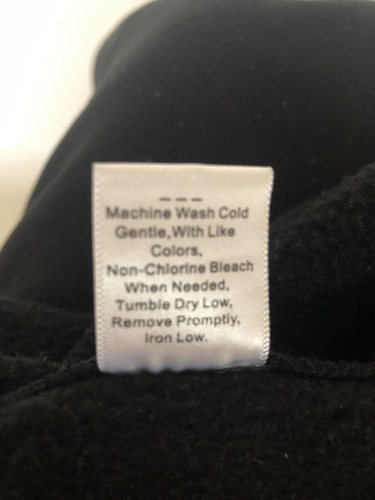 ---
Machine Wash Cold
Gentle,With Like
Colors,
Non-Chlorine Bleach
When Needed,
Tumble Dry Low,
Remove Promptly,
Iron Low.